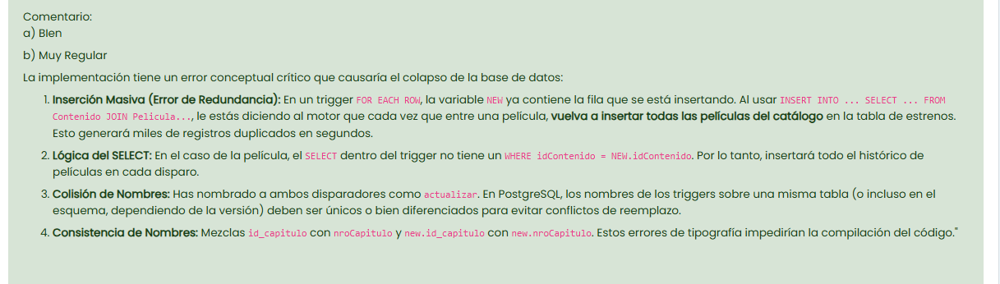 Comentario:
a) BIen
b) Muy Regular
La implementación tiene un error conceptual crítico que causaría el colapso de la base de datos:
1. Inserción Masiva (Error de Redundancia): En un trigger FOR EACH ROW, la variable NEW ya contiene la fila que se está insertando. Al usar INSERT INTO ... SELECT ... FROM
Contenido JOIN Pelicula..., le estás diciendo al motor que cada vez que entre una película, vuelva a insertar todas las películas del catálogo en la tabla de estrenos.
Esto generará miles de registros duplicados en segundos.
2. Lógica del SELECT: En el caso de la película, el SELECT dentro del trigger no tiene un WHERE idContenido = NEW.idContenido. Por lo tanto, insertará todo el histórico de
películas en cada disparo.
3. Colisión de Nombres: Has nombrado a ambos disparadores como actualizar. En PostgreSQL, los nombres de los triggers sobre una misma tabla (o incluso en el
esquema, dependiendo de la versión) deben ser únicos o bien diferenciados para evitar conflictos de reemplazo.
4. Consistencia de Nombres: Mezclas id_capitulo con nroCapitulo y new.id_capitulo con new.nroCapitulo. Estos errores de tipografía impedirían la compilación del código."